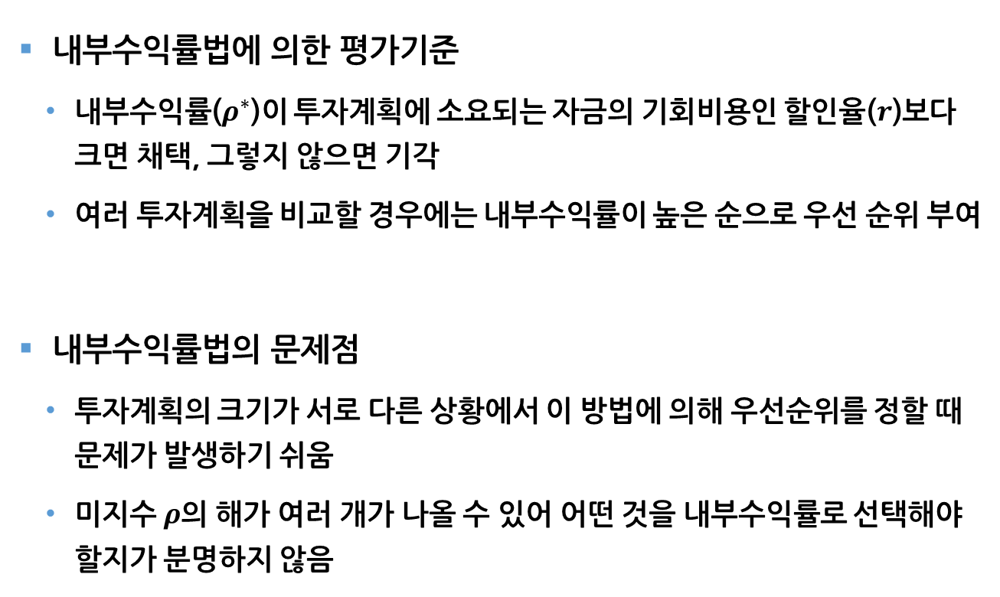 ▪ 내부수익률법에 의한 평가기준
• 내부수익률(ρ*)이 투자계획에 소요되는 자금의 기회비용인 할인율(r)보다
크면 채택, 그렇지 않으면 기각
• 여러 투자계획을 비교할 경우에는 내부수익률이 높은 순으로 우선 순위 부여
▪ 내부수익률법의 문제점
• 투자계획의 크기가 서로 다른 상황에서 이 방법에 의해 우선순위를 정할 때
문제가 발생하기 쉬움
• 미지수 ρ의 해가 여러 개가 나올 수 있어 어떤 것을 내부수익률로 선택해야
할지가 분명하지 않음